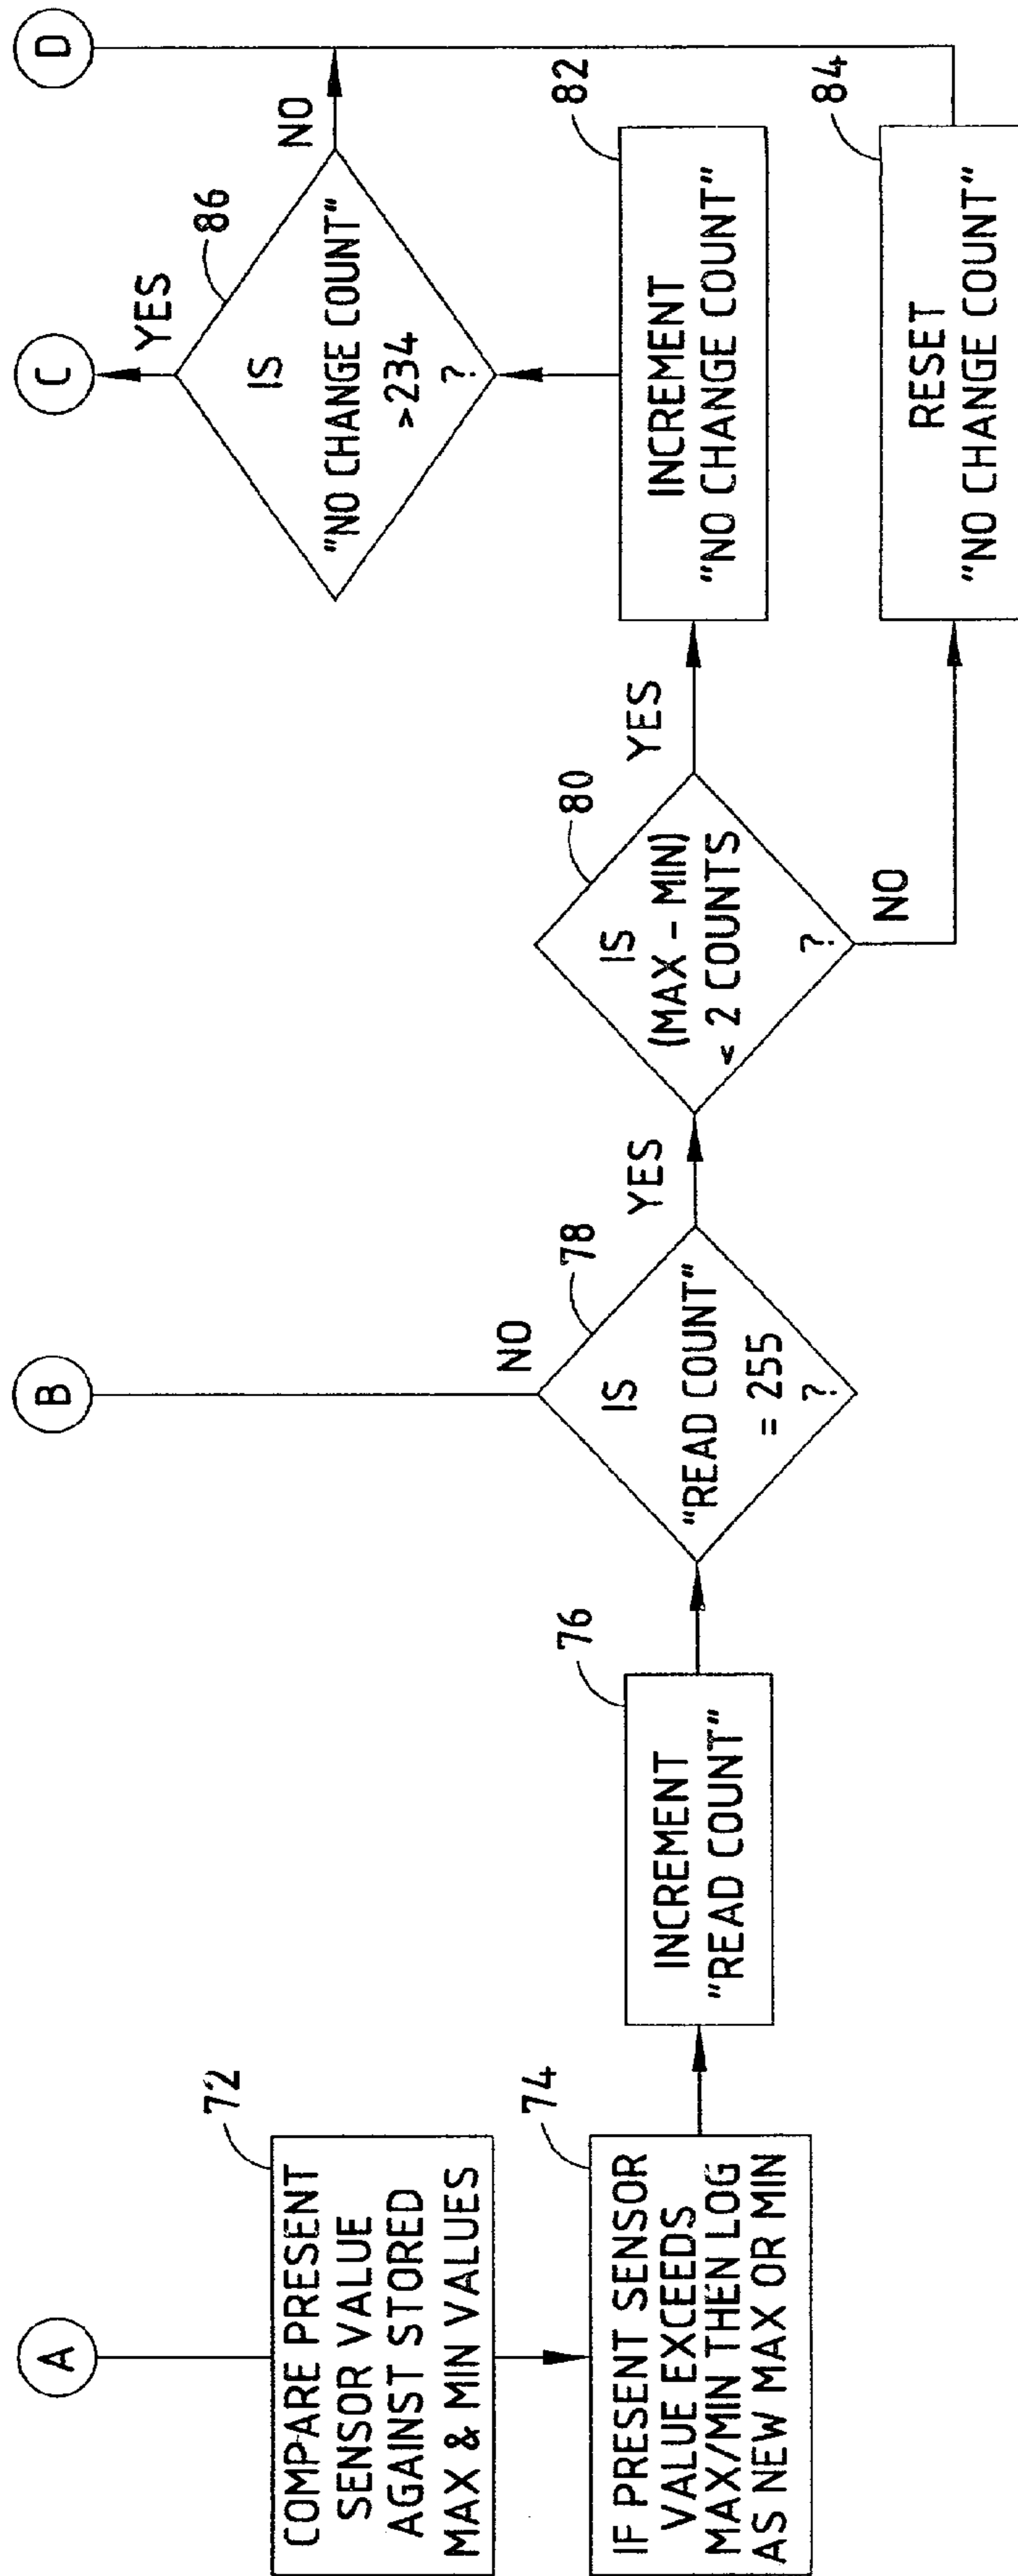 A
COMPARE PRESENT
SENSOR VALUE
AGAINST STORED
MAX & MIN VALUES
72
IF PRESENT SENSOR
VALUE EXCEEDS
MAX/MIN THEN LOG
AS NEW MAX OR MIN
74
INCREMENT
"READ COUNT"
76
B
NO
IS
"READ COUNT"
= 255
?
78
YES
IS
(MAX - MIN)
< 2 COUNTS
?
80
YES
NO
INCREMENT
"NO CHANGE COUNT"
82
RESET
"NO CHANGE COUNT"
84
C
YES
IS
"NO CHANGE COUNT"
>234
?
86
NO
D